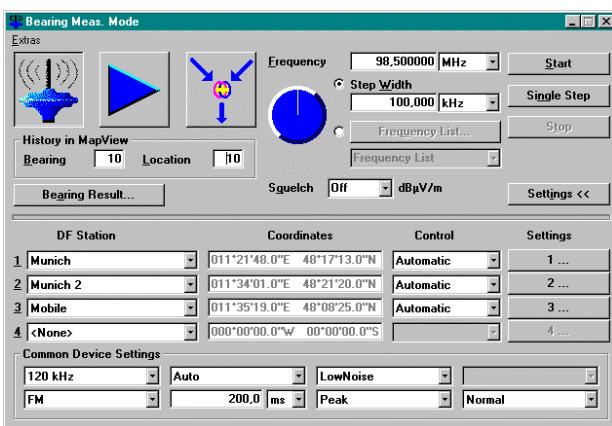 Bearing Meas. Mode
Extras
Frequency 98,500000 MHz Start
Step Width
100,000 kHz Single Step
Frequency List... Stop
History in MapView
Bearing 10 Location 10 Frequency List
Bearing Result... Squelch Off dBµV/m Settings <<
DF Station Coordinates Control Settings
1 Munich 011°21'48.0"E 48°17'13.0"N Automatic 1 ...
2 Munich 2 011°34'01.0"E 48°21'20.0"N Automatic 2 ...
3 Mobile 011°35'19.0"E 48°08'25.0"N Automatic 3 ...
4 <None> 000°00'00.0"W 00°00'00.0"S 4 ...
Common Device Settings
120 kHz Auto LowNoise
FM 200,0 ms Peak Normal